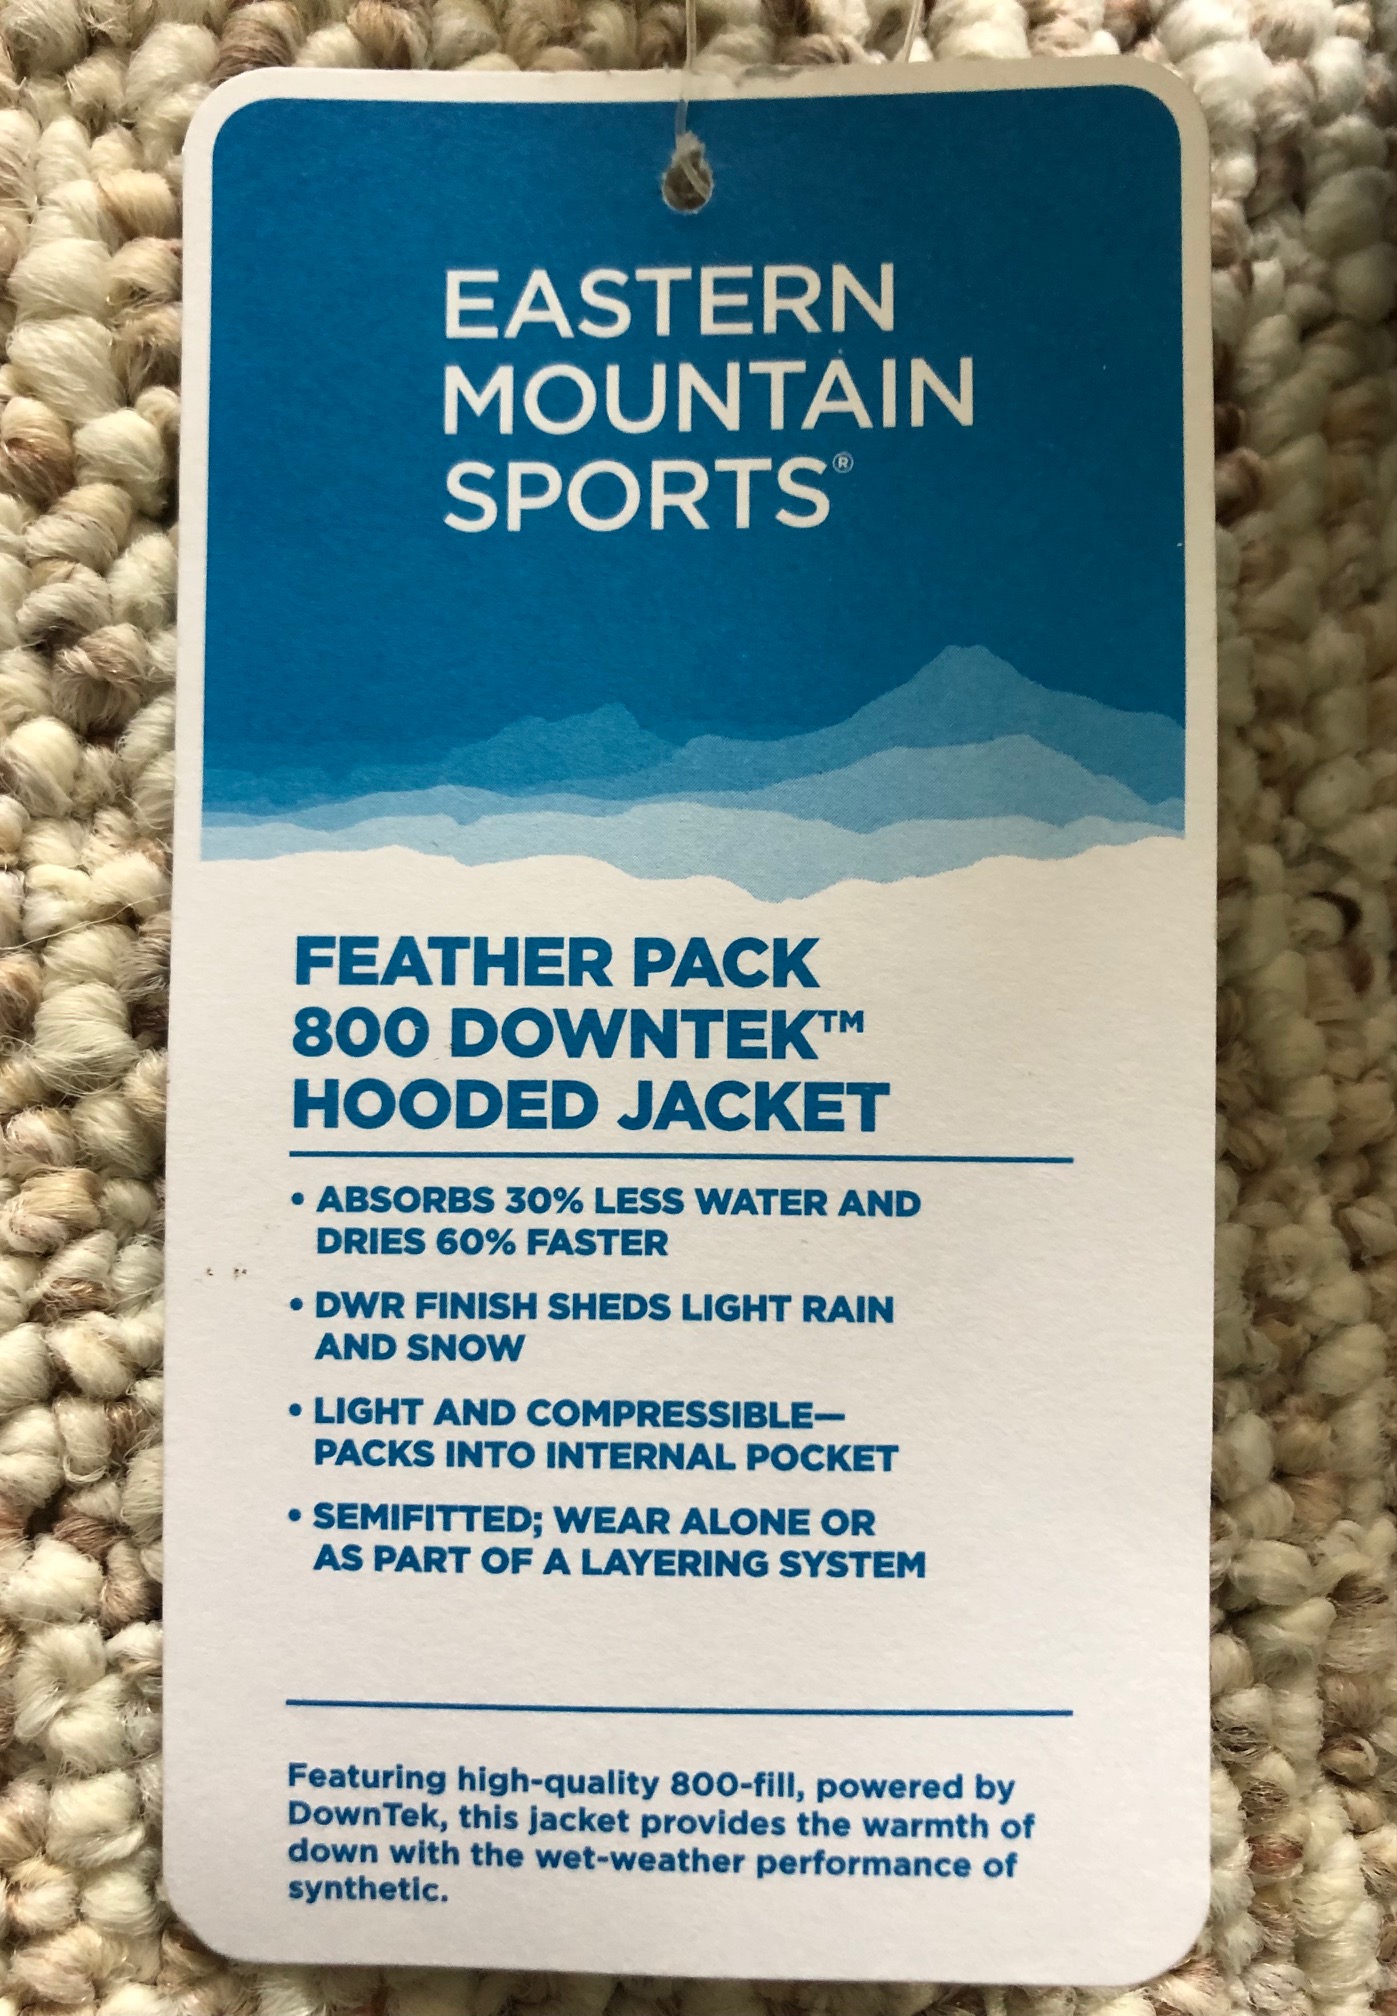 EASTERN
MOUNTAIN
SPORTS®
FEATHER PACK
800 DOWNTEK™
HOODED JACKET
• ABSORBS 30% LESS WATER AND
DRIES 60% FASTER
• DWR FINISH SHEDS LIGHT RAIN
AND SNOW
• LIGHT AND COMPRESSIBLE—
PACKS INTO INTERNAL POCKET
• SEMIFITTED; WEAR ALONE OR
AS PART OF A LAYERING SYSTEM
Featuring high-quality 800-fill, powered by
DownTek, this jacket provides the warmth of
down with the wet-weather performance of
synthetic.